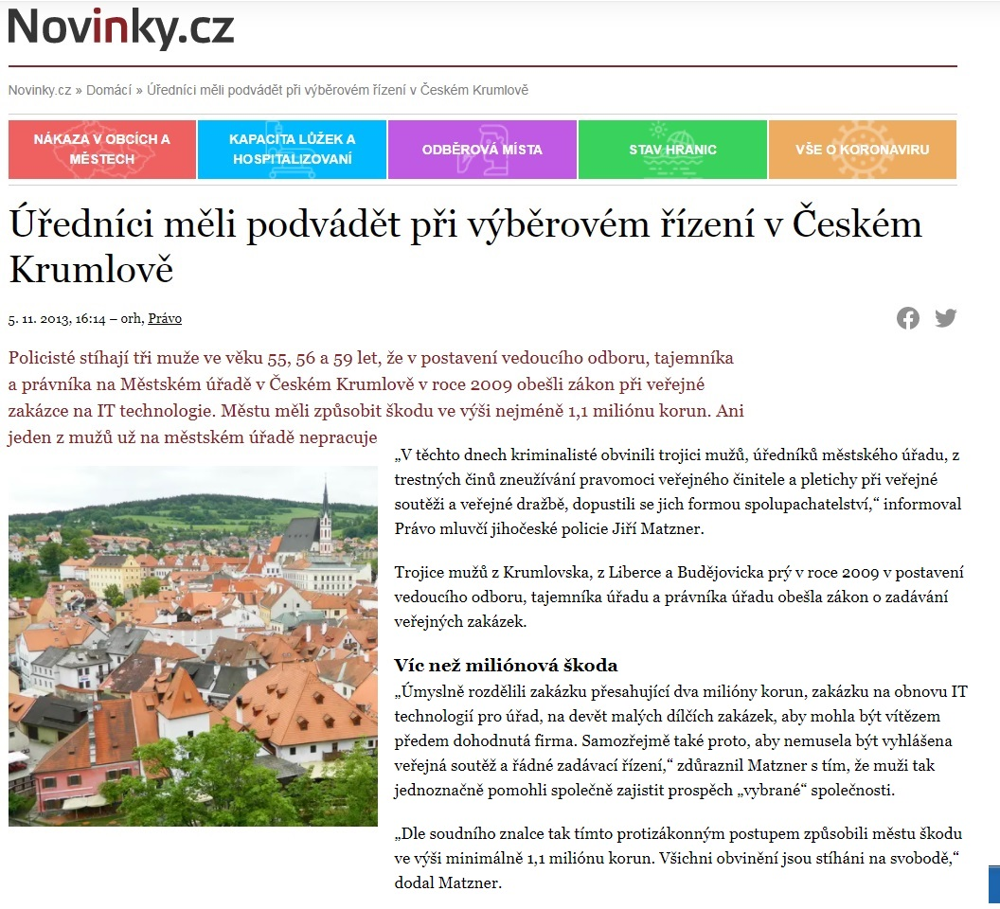 Novinky.cz
Novinky.cz » Domácí » Úředníci měli podvádět při výběrovém řízení v Českém Krumlově
NÁKAZA V OBCÍCH A
MĚSTECH
KAPACITA LŮŽEK A
HOSPITALIZOVANÍ
ODBĚROVÁ MÍSTA
STAV HRANIC
VŠE O KORONAVIRU
Úředníci měli podvádět při výběrovém řízení v Českém
Krumlově
5. 11. 2013, 16:14 – orh, Právo
Policisté stíhají tři muže ve věku 55, 56 a 59 let, že v postavení vedoucího odboru, tajemníka
a právníka na Městském úřadě v Českém Krumlově v roce 2009 obešli zákon při veřejné
zakázce na IT technologie. Městu měli způsobit škodu ve výši nejméně 1,1 miliónu korun. Ani
jeden z mužů už na městském úřadě nepracuje
„V těchto dnech kriminalisté obvinili trojici mužů, úředníků městského úřadu, z
trestných činů zneužívání pravomoci veřejného činitele a pletichy při veřejné
soutěži a veřejné dražbě, dopustili se jich formou spolupachatelství,“ informoval
Právo mluvčí jihočeské policie Jiří Matzner.
Trojice mužů z Krumlovska, z Liberce a Budějovicka prý v roce 2009 v postavení
vedoucího odboru, tajemníka úřadu a právníka úřadu obešla zákon o zadávání
veřejných zakázek.
Víc než miliónová škoda
„Úmyslně rozdělili zakázku přesahující dva milióny korun, zakázku na obnovu IT
technologií pro úřad, na devět malých dílčích zakázek, aby mohla být vítězem
předem dohodnutá firma. Samozřejmě také proto, aby nemusela být vyhlášena
veřejná soutěž a řádné zadávací řízení,“ zdůraznil Matzner s tím, že muži tak
jednoznačně pomohli společně zajistit prospěch „vybrané“ společnosti.
„Dle soudního znalce tak tímto protizákonným postupem způsobili městu škodu
ve výši minimálně 1,1 miliónu korun. Všichni obvinění jsou stíháni na svobodě,“
dodal Matzner.